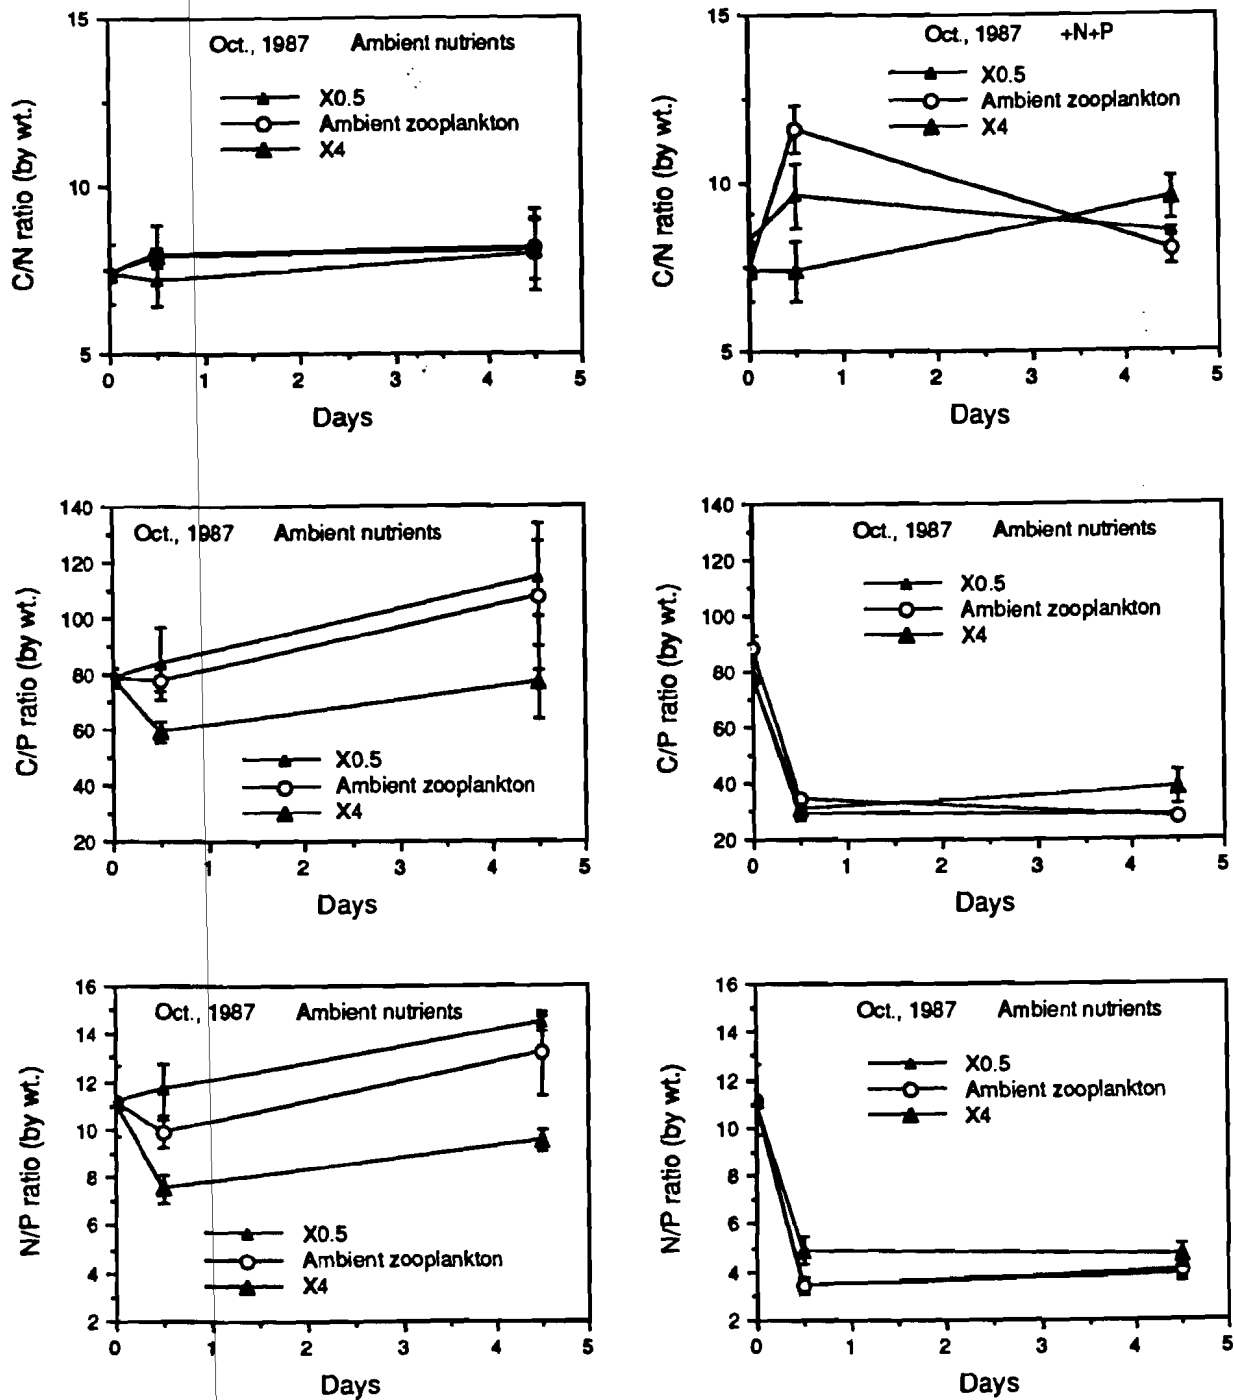 15
10
5
C/N ratio (by wt.)
Oct., 1987 Ambient nutrients
X0.5
Ambient zooplankton
X4
0 1 2 3 4 5
Days
15
10
5
C/N ratio (by wt.)
Oct., 1987 +N+P
X0.5
Ambient zooplankton
X4
0 1 2 3 4 5
Days
140
120
100
80
60
40
20
C/P ratio (by wt.)
Oct., 1987 Ambient nutrients
X0.5
Ambient zooplankton
X4
0 1 2 3 4 5
Days
140
120
100
80
60
40
20
C/P ratio (by wt.)
Oct., 1987 Ambient nutrients
X0.5
Ambient zooplankton
X4
0 1 2 3 4 5
Days
16
14
12
10
8
6
4
2
N/P ratio (by wt.)
Oct., 1987 Ambient nutrients
X0.5
Ambient zooplankton
X4
0 1 2 3 4 5
Days
16
14
12
10
8
6
4
2
N/P ratio (by wt.)
Oct., 1987 Ambient nutrients
X0.5
Ambient zooplankton
X4
0 1 2 3 4 5
Days